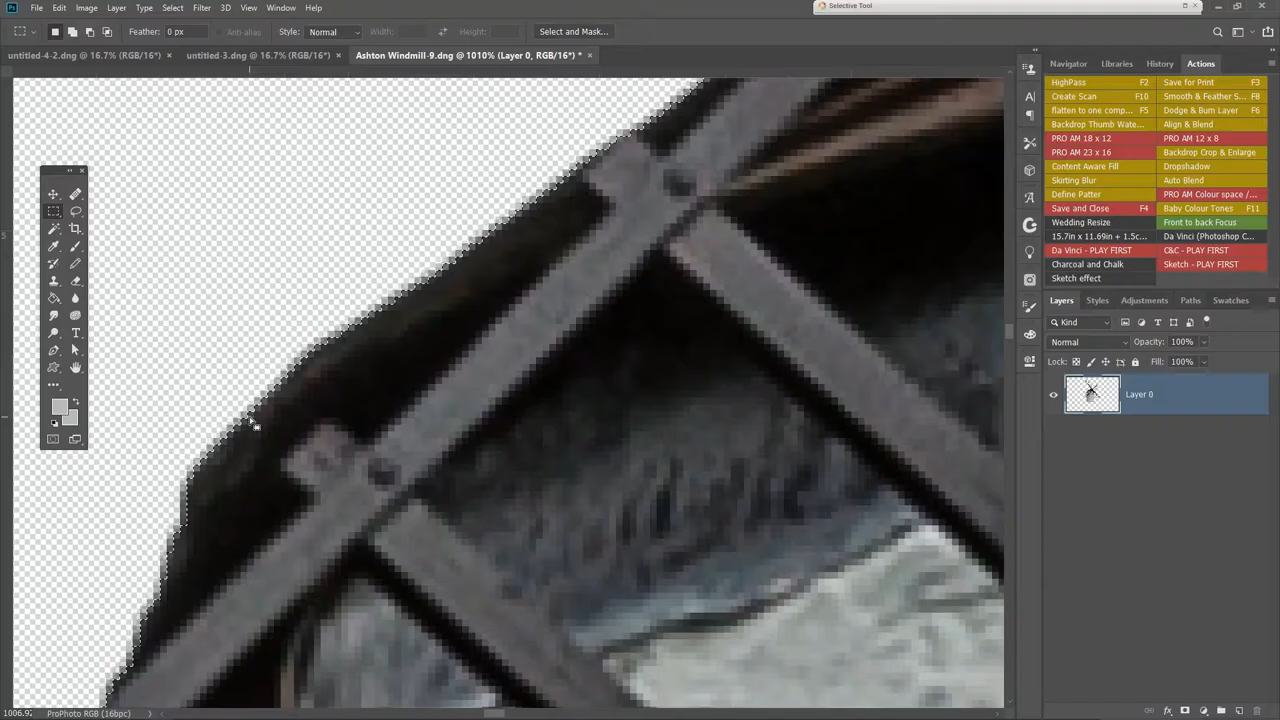 Selective Tool
File Edit Image Layer Type Select Filter 3D View Window Help
Feather: 0 px Anti-alias Style: Normal Width: Height: Select and Mask...
untitled-4-2.dng @ 16.7% (RGB/16*) × untitled-3.dng @ 16.7% (RGB/16*) × Ashton Windmill-9.dng @ 1010% (Layer 0, RGB/16*) * ×
Navigator Libraries History Actions
HighPass F2 Save for Print F3
Create Scan F10 Smooth & Feather S... F8
flatten to one comp... F5 Dodge & Burn Layer F6
Backdrop Thumb Wate... Align & Blend
PRO AM 18 x 12 PRO AM 12 x 8
PRO AM 23 x 16 Backdrop Crop & Enlarge
Content Aware Fill Dropshadow
Skirting Blur Auto Blend
Define Patter PRO AM Colour space /...
Save and Close F4 Baby Colour Tones F11
Wedding Resize Front to back Focus
15.7in x 11.69in + 1.5c... Da Vinci (Photoshop C...
Da Vinci - PLAY FIRST C&C - PLAY FIRST
Charcoal and Chalk Sketch - PLAY FIRST
Sketch effect
Layers Styles Adjustments Paths Swatches
Kind
Normal Opacity: 100%
Lock: Fill: 100%
Layer 0
5
ProPhoto RGB (16bpc)